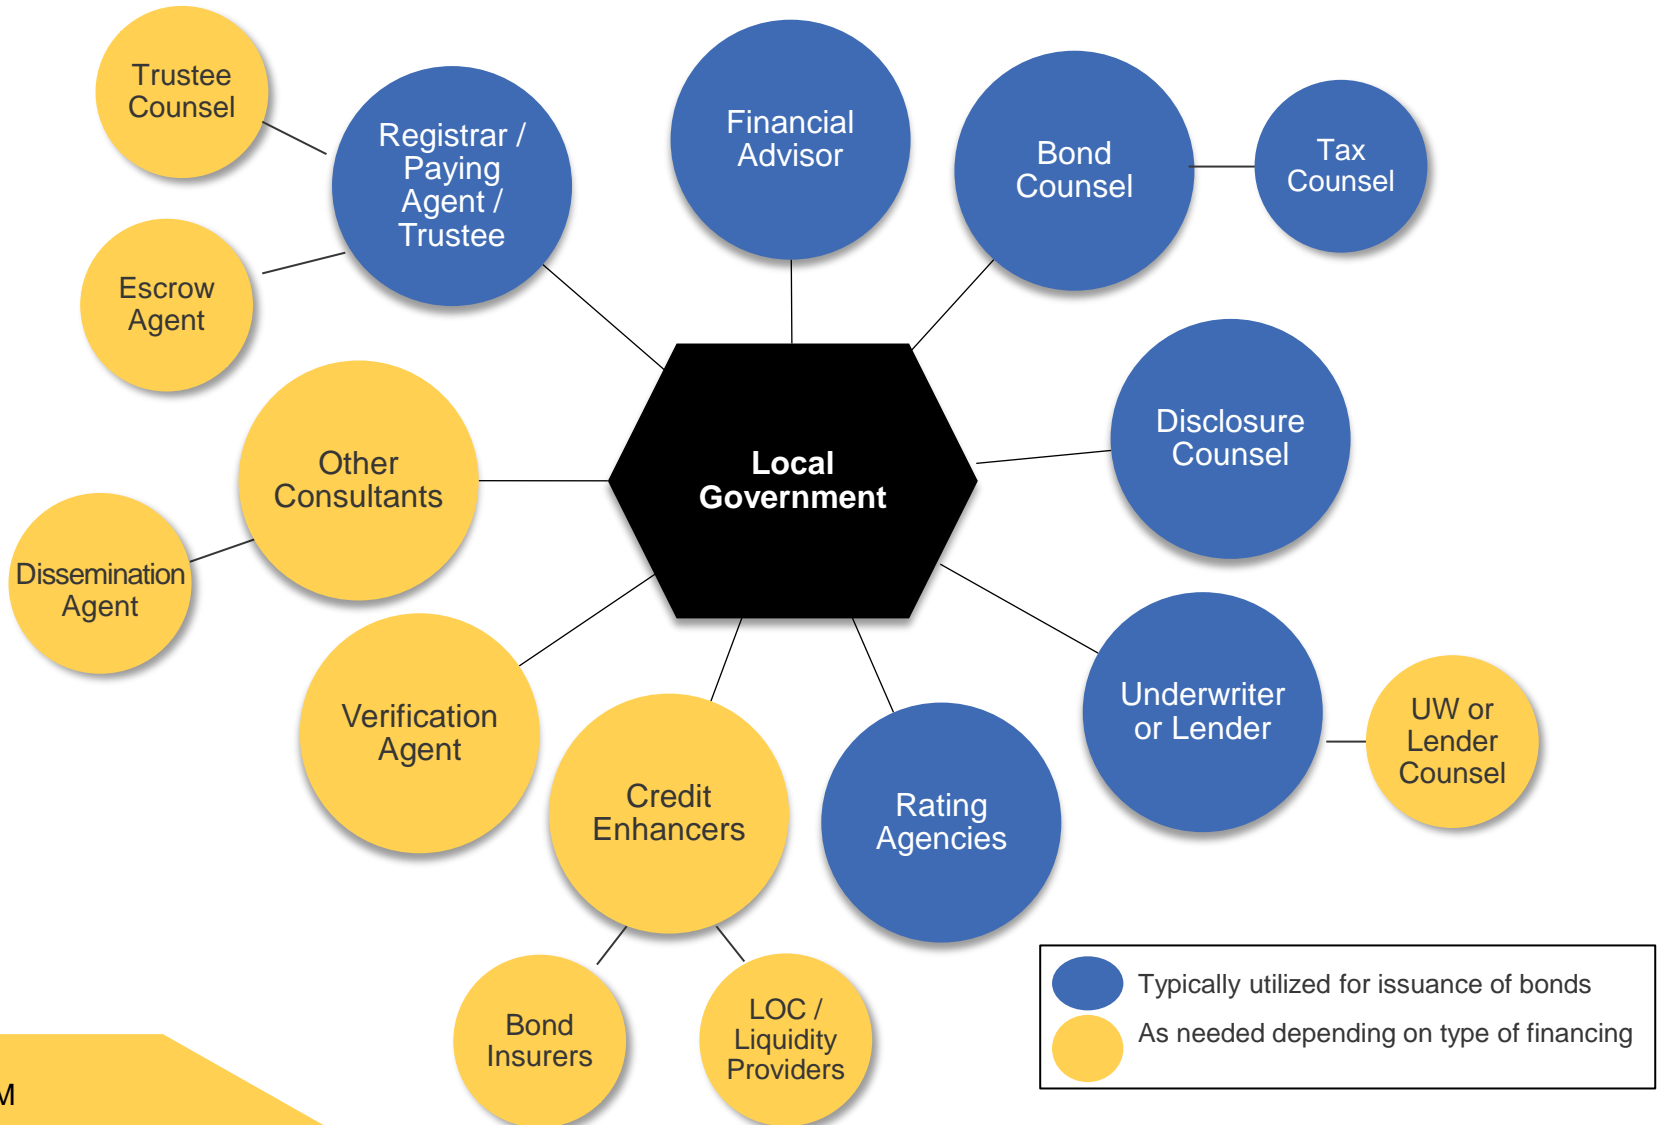 Trustee
Counsel
Registrar /
Paying
Agent /
Trustee
Financial
Advisor
Bond
Counsel
Tax
Counsel
Escrow
Agent
Other
Consultants
Local
Government
Disclosure
Counsel
Dissemination
Agent
Verification
Agent
Credit
Enhancers
Rating
Agencies
Underwriter
or Lender
UW or
Lender
Counsel
Bond
Insurers
LOC /
Liquidity
Providers
Typically utilized for issuance of bonds
As needed depending on type of financing
M